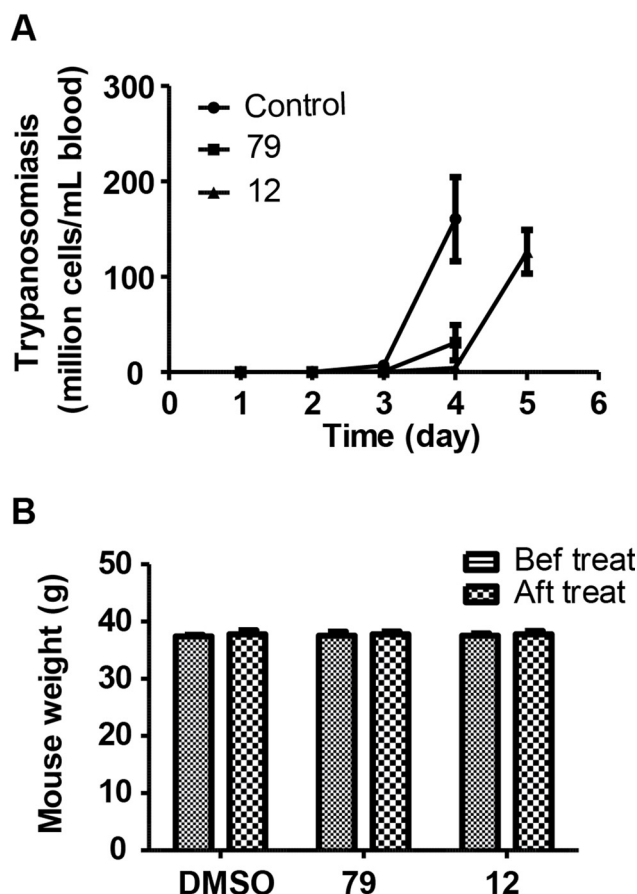 A
Trypanosomiasis
(million cells/mL blood)
300
200
100
0
Control
79
12
0 1 2 3 4 5 6
Time (day)
B
Mouse weight (g)
50
40
30
20
10
0
Bef treat
Aft treat
DMSO 79 12